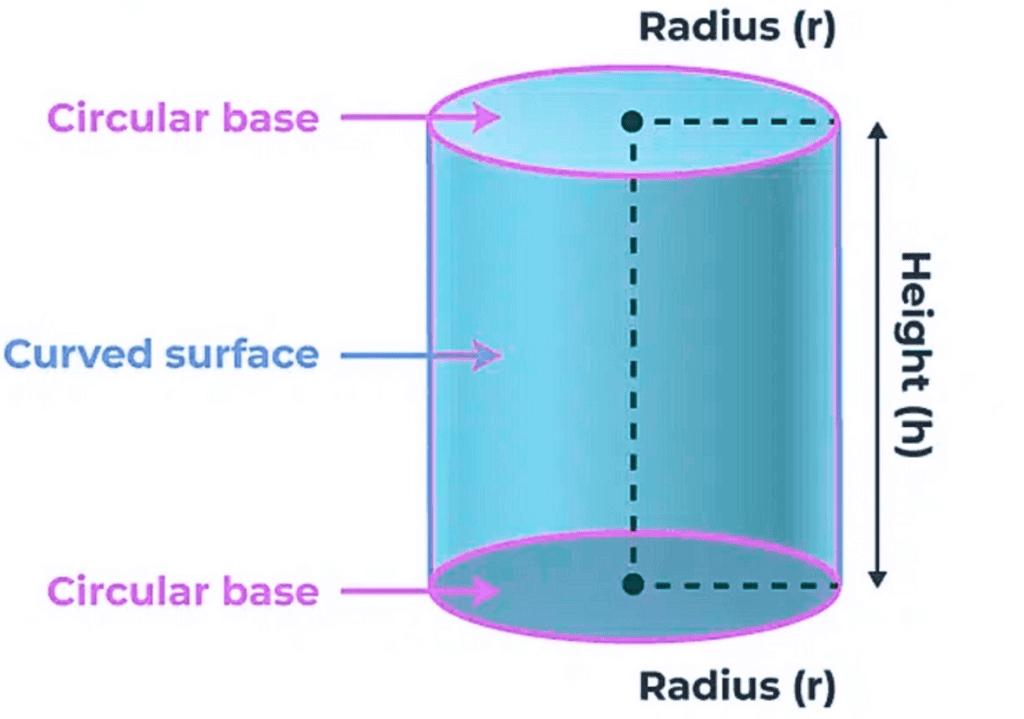 Radius (r)
Circular base
Curved surface
Height (h)
Circular base
Radius (r)